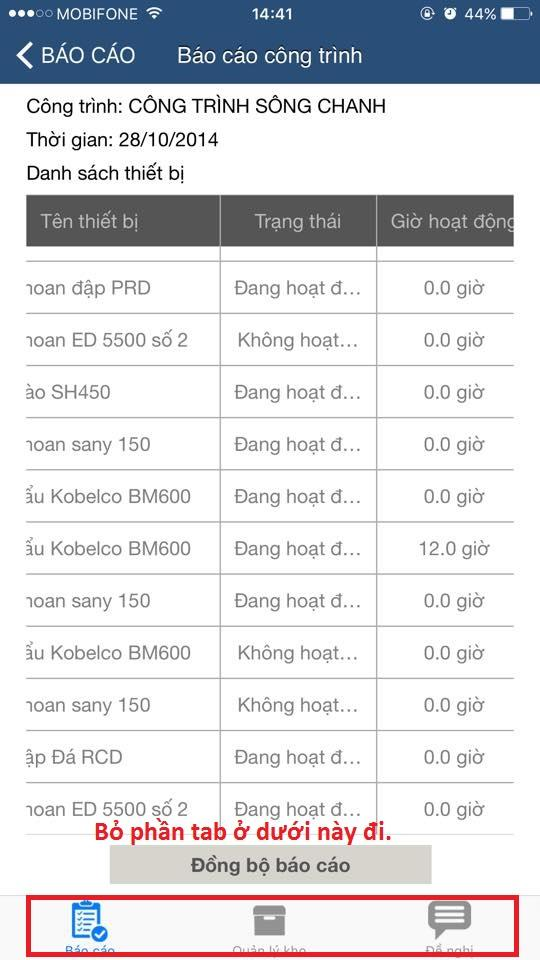 MOBIFONE 14:41 44%
BÁO CÁO Báo cáo công trình
Công trình: CÔNG TRÌNH SÔNG CHANH
Thời gian: 28/10/2014
Danh sách thiết bị
Tên thiết bị Trạng thái Giờ hoạt động
hoan đập PRD Đang hoạt đ... 0.0 giờ
hoan ED 5500 số 2 Không hoạt... 0.0 giờ
ào SH450 Đang hoạt đ... 0.0 giờ
hoan sany 150 Đang hoạt đ... 0.0 giờ
ẩu Kobelco BM600 Đang hoạt đ... 0.0 giờ
ẩu Kobelco BM600 Đang hoạt đ... 12.0 giờ
hoan sany 150 Đang hoạt đ... 0.0 giờ
ẩu Kobelco BM600 Không hoạt... 0.0 giờ
hoan sany 150 Không hoạt... 0.0 giờ
ập Đá RCD Đang hoạt đ... 0.0 giờ
hoan ED 5500 số 2 Đang hoạt đ... 0.0 giờ
Bỏ phần tab ở dưới này đi.
Đồng bộ báo cáo
Báo cáo Quản lý kho Đề nghị